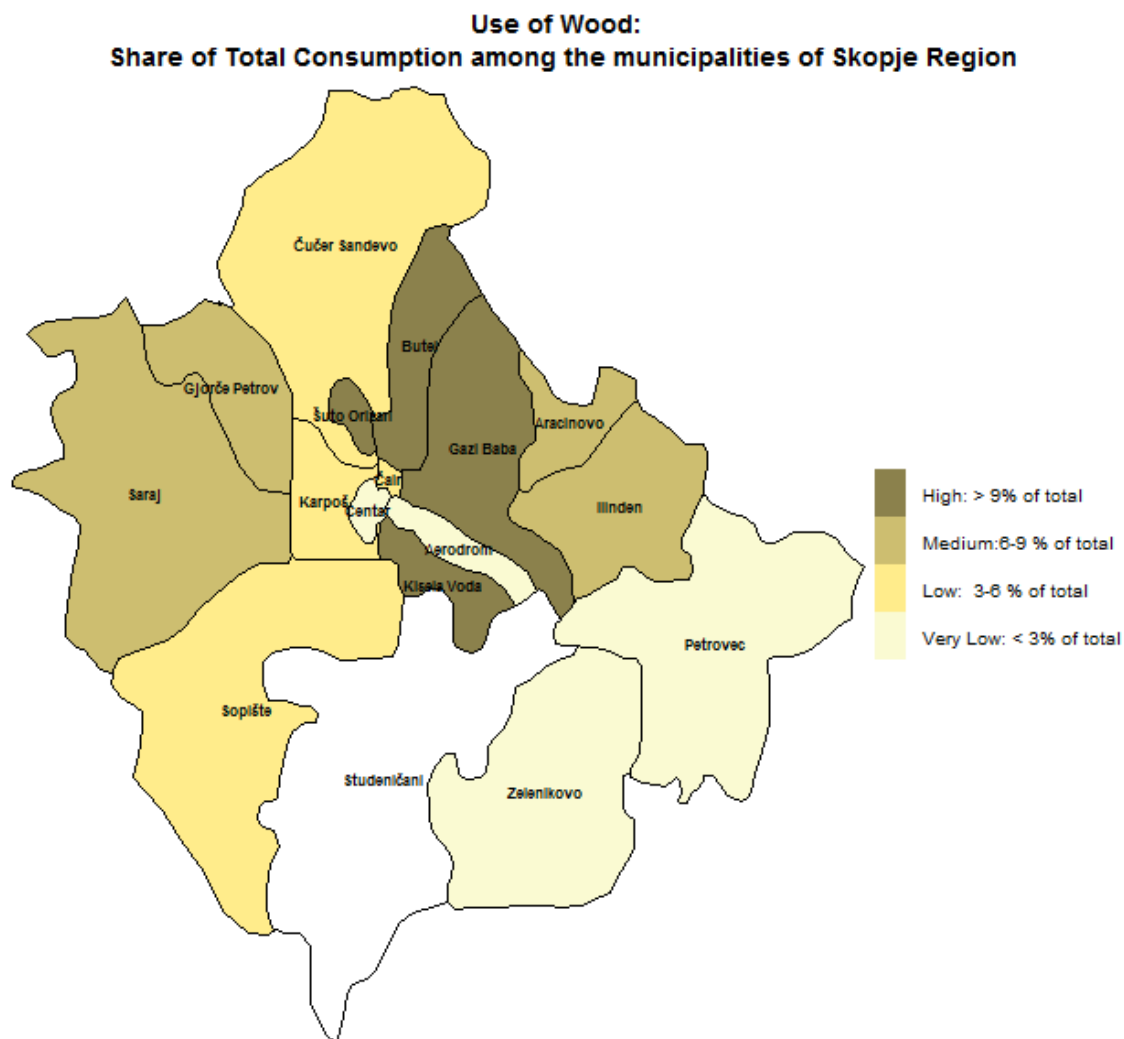 Use of Wood:
Share of Total Consumption among the municipalities of Skopje Region
Čučer Sandevo
Butel
Gjorče Petrov
Šuto Orizari
Aracinovo
Gazi Baba
Čair
Saraj
Karpoš
Centar
Ilinden
Aerodrom
Kisela Voda
Petrovec
Sopište
Studeničani
Zelenikovo
High: > 9% of total
Medium:6-9 % of total
Low: 3-6 % of total
Very Low: < 3% of total